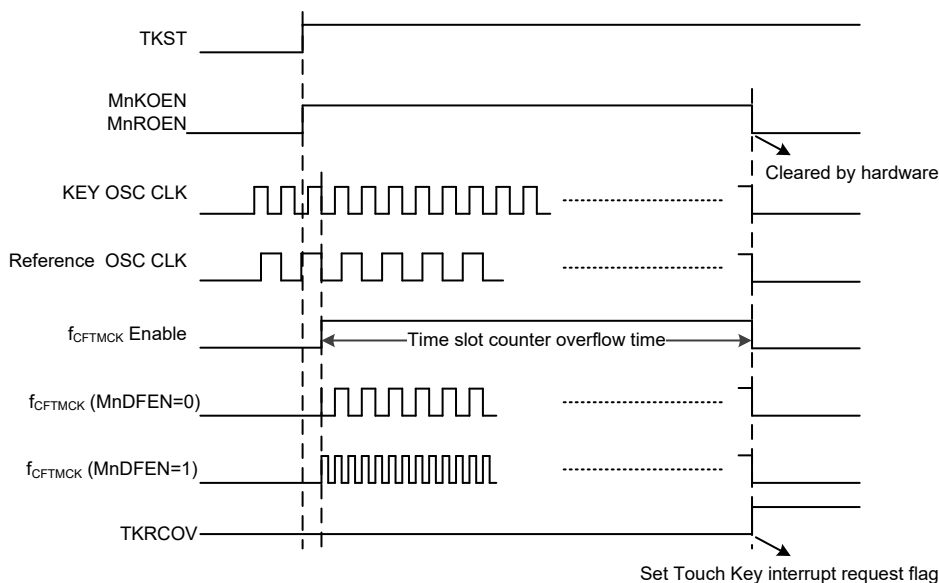 TKST
MnKOEN
MnROEN
Cleared by hardware
KEY OSC CLK
Reference OSC CLK
fCFTMCK Enable
Time slot counter overflow time
fCFTMCK (MnDFEN=0)
fCFTMCK (MnDFEN=1)
TKRCOV
Set Touch Key interrupt request flag